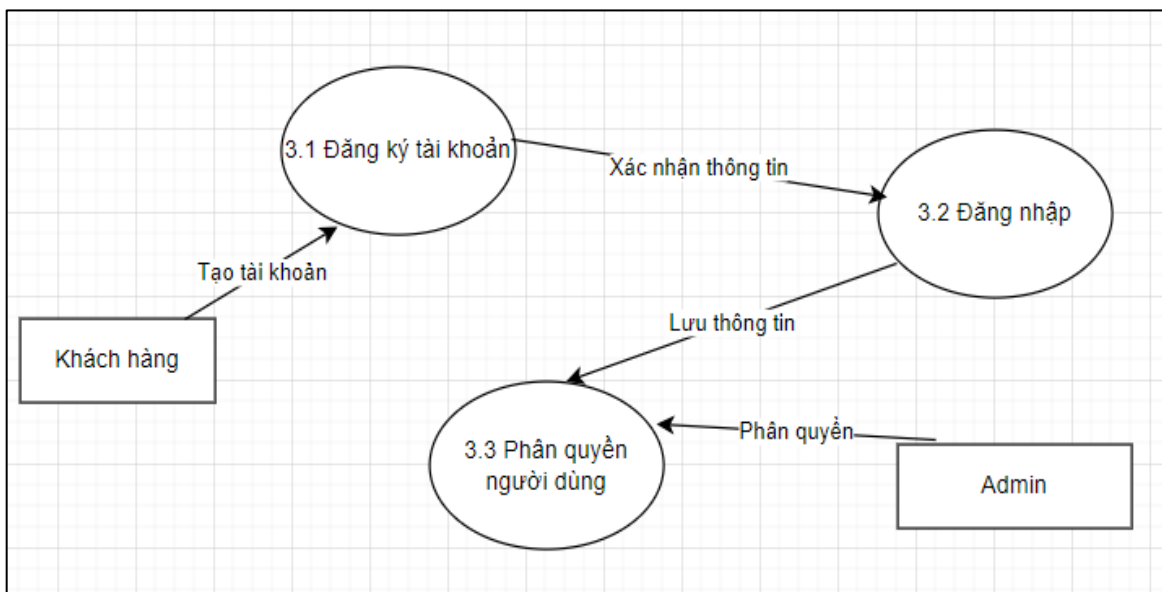 3.1 Đăng ký tài khoản
Xác nhận thông tin
3.2 Đăng nhập
Tạo tài khoản
Lưu thông tin
Khách hàng
Phân quyền
3.3 Phân quyền
người dùng
Admin